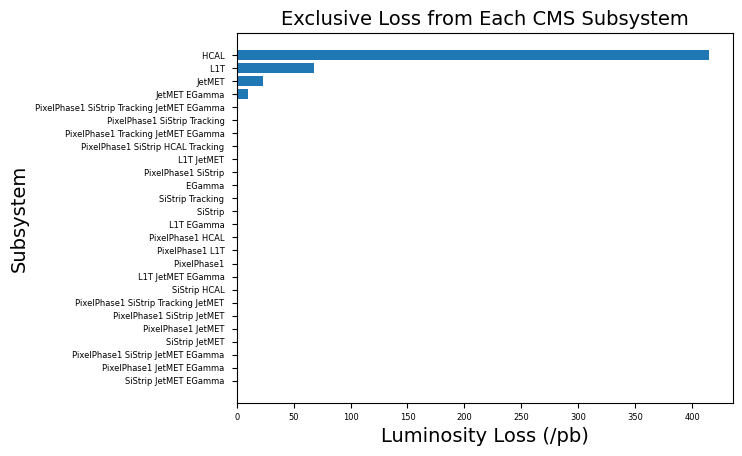 Exclusive Loss from Each CMS Subsystem
Subsystem
HCAL
L1T
JetMET
JetMET EGamma
PixelPhase1 SiStrip Tracking JetMET EGamma
PixelPhase1 SiStrip Tracking
PixelPhase1 Tracking JetMET EGamma
PixelPhase1 SiStrip HCAL Tracking
L1T JetMET
PixelPhase1 SiStrip
EGamma
SiStrip Tracking
SiStrip
L1T EGamma
PixelPhase1 HCAL
PixelPhase1 L1T
PixelPhase1
L1T JetMET EGamma
SiStrip HCAL
PixelPhase1 SiStrip Tracking JetMET
PixelPhase1 SiStrip JetMET
PixelPhase1 JetMET
SiStrip JetMET
PixelPhase1 SiStrip JetMET EGamma
PixelPhase1 JetMET EGamma
SiStrip JetMET EGamma
0 50 100 150 200 250 300 350 400
Luminosity Loss (/pb)